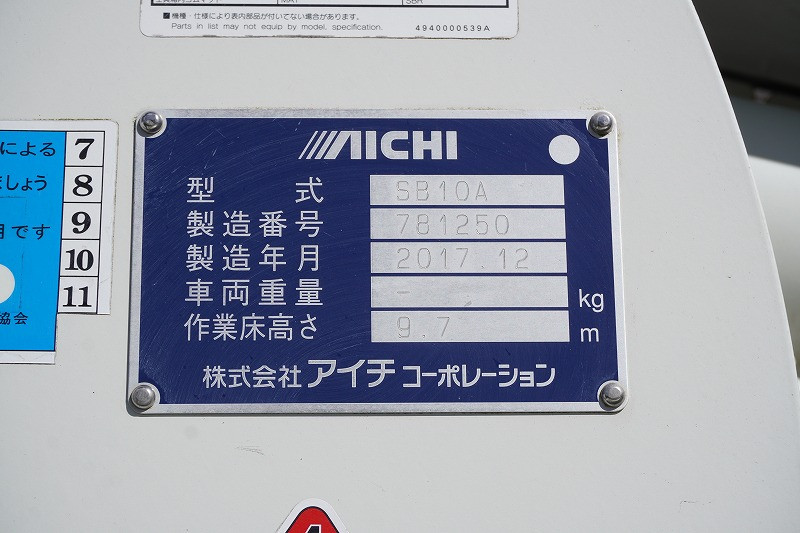 MAT SBR
■機種・仕様により表内部品が付いてない場合があります。
Parts in list may not equip by model, specification. 4940000539A
による 7
ましょう 8
9
月です
10
11
協会
AICHI
型式 SB10A
製造番号 781250
製造年月 2017.12
車両重量 - kg
作業床高さ 9.7 m
株式会社アイチコーポレーション